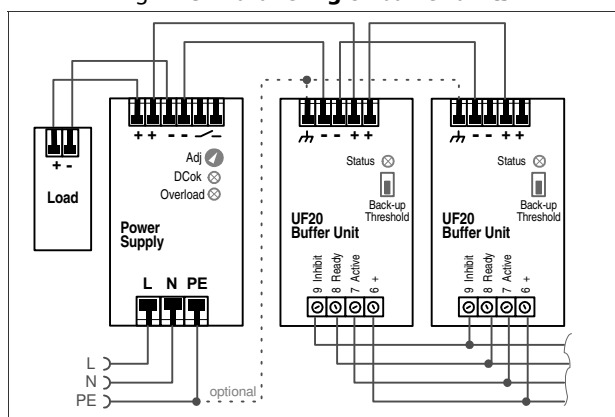 + + - -
+ -
Load
Adj
DCok
Overload
Power
Supply
L N PE
- - + +
Status
Back-up
Threshold
UF20
Buffer Unit
9 Inhibit
8 Ready
7 Active
6 +
- - + +
Status
Back-up
Threshold
UF20
Buffer Unit
9 Inhibit
8 Ready
7 Active
6 +
L
N
PE
optional